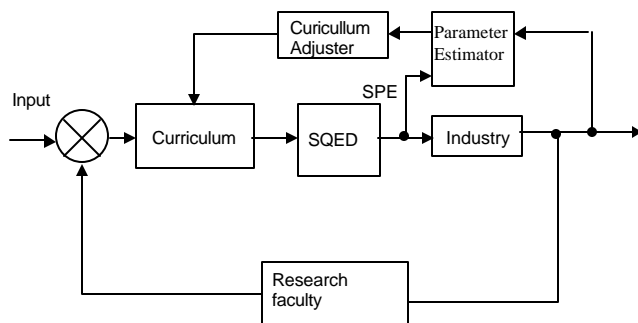 Curicullum
Adjuster
Parameter
Estimator
SPE
Input
Curriculum
SQED
Industry
Research
faculty